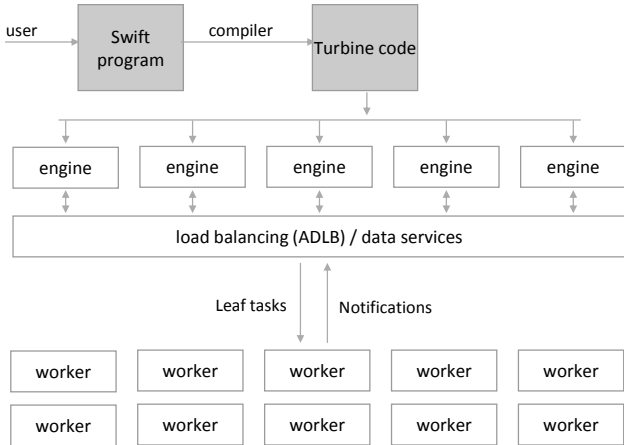 user
Swift
program
compiler
Turbine code
engine
engine
engine
engine
engine
load balancing (ADLB) / data services
Leaf tasks
Notifications
worker
worker
worker
worker
worker
worker
worker
worker
worker
worker